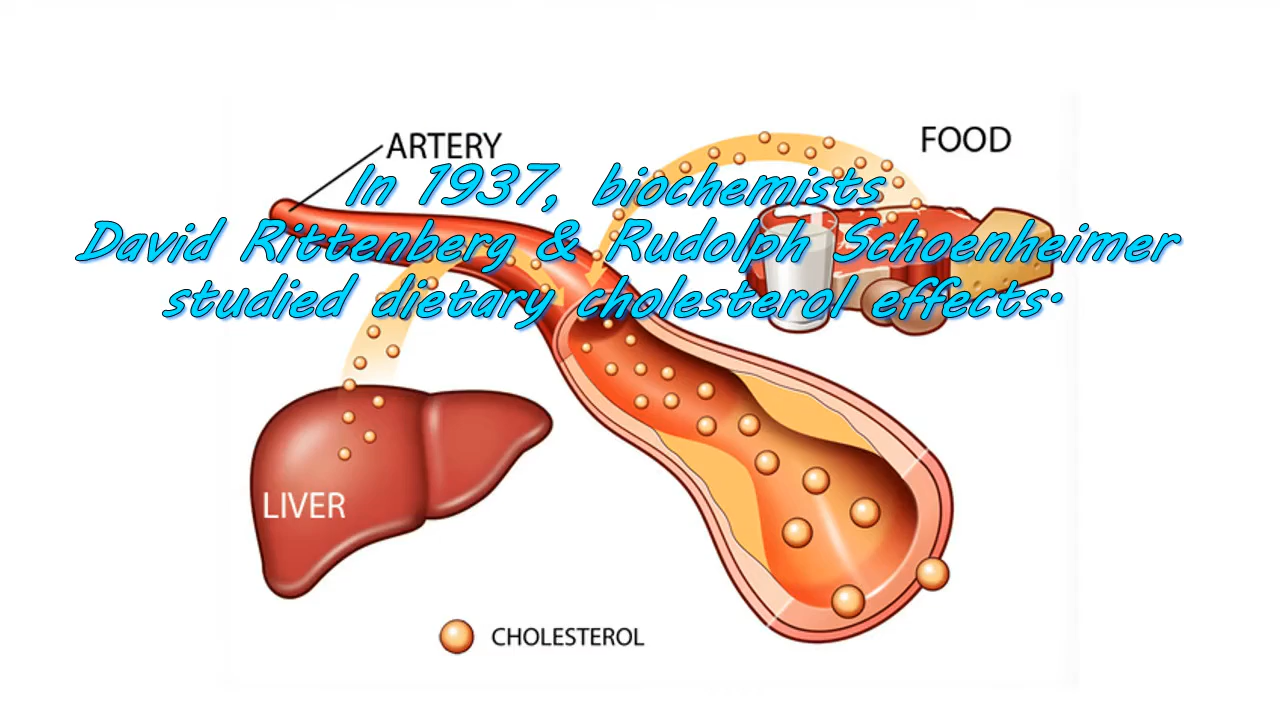 ARTERY
FOOD
In 1937, biochemists
David Rittenberg & Rudolph Schoenheimer
studied dietary cholesterol effects.
LIVER
CHOLESTEROL